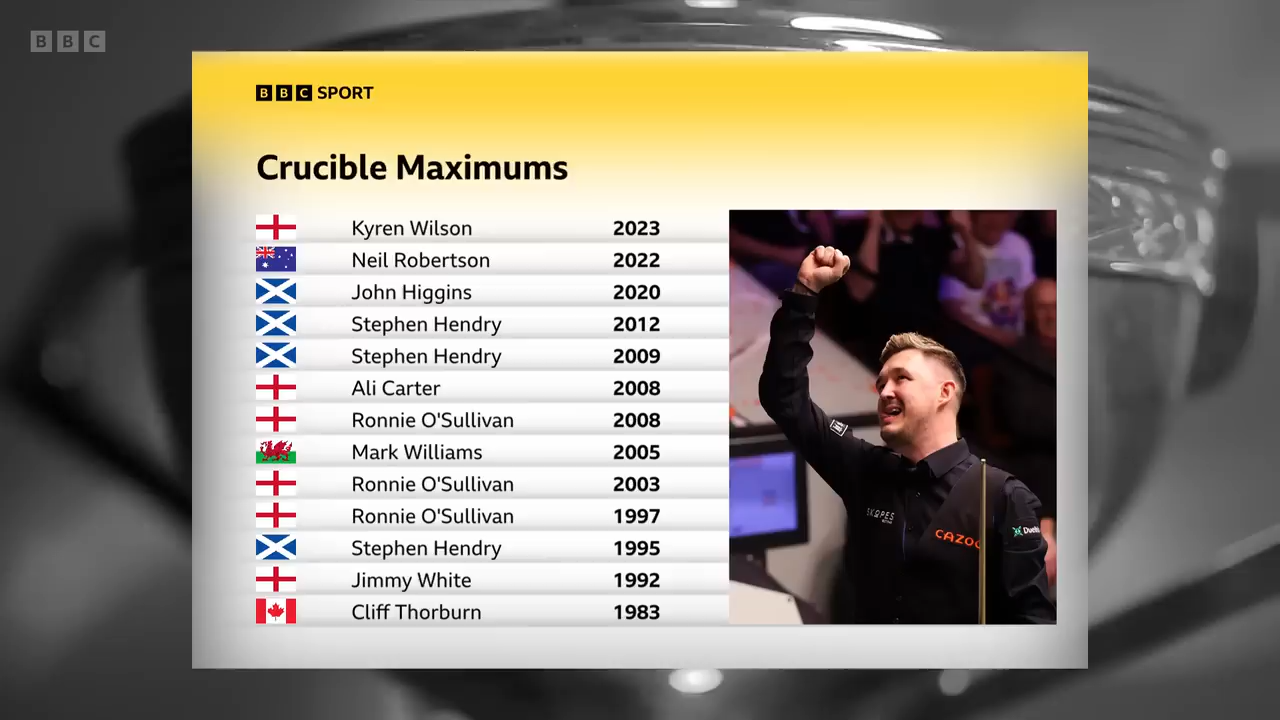 BBC
BBC SPORT
Crucible Maximums
Kyren Wilson 2023
Neil Robertson 2022
John Higgins 2020
Stephen Hendry 2012
Stephen Hendry 2009
Ali Carter 2008
Ronnie O'Sullivan 2008
Mark Williams 2005
Ronnie O'Sullivan 2003
Ronnie O'Sullivan 1997
Stephen Hendry 1995
Jimmy White 1992
Cliff Thorburn 1983
SKOPES
CAZOO